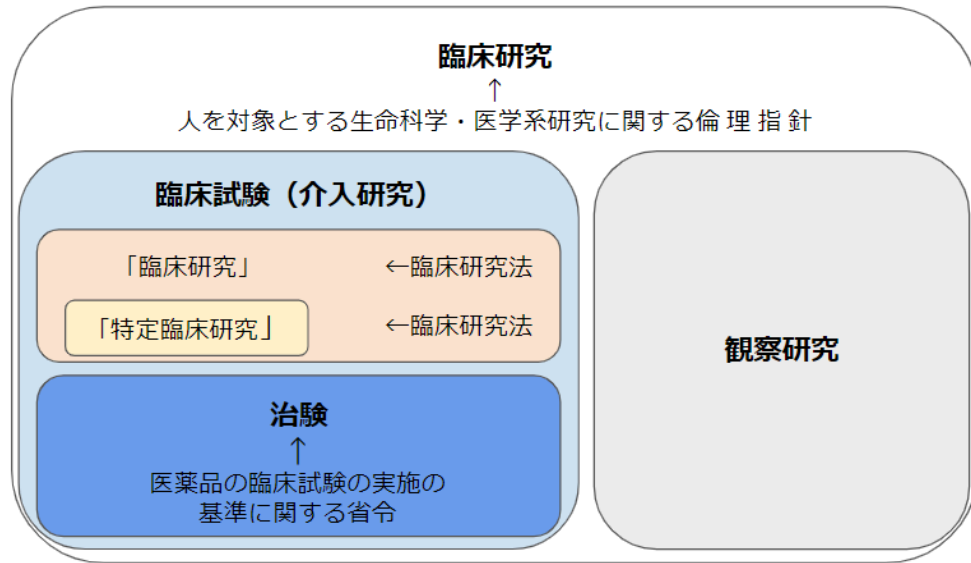 臨床研究
↑
人を対象とする生命科学・医学系研究に関する倫 理 指 針
臨床試験（介入研究）
「臨床研究」 ←臨床研究法
「特定臨床研究」 ←臨床研究法
治験
↑
医薬品の臨床試験の実施の
基準に関する省令
観察研究